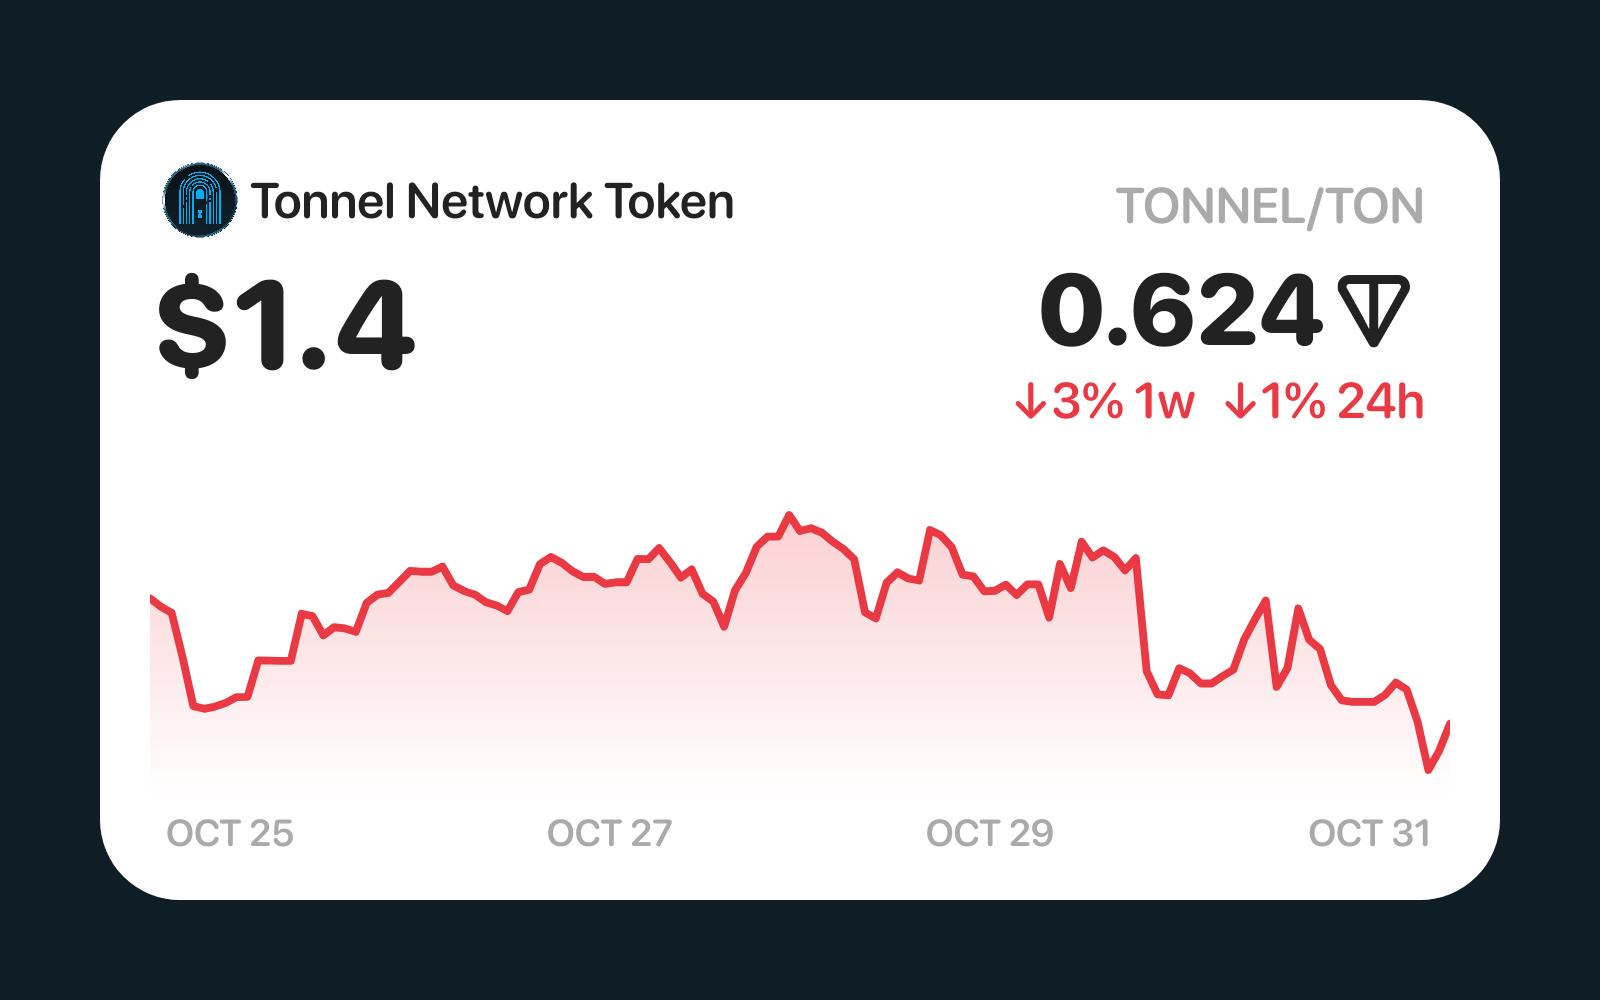 Tonnel Network Token
TONNEL/TON
$1.4
0.624
↓3% 1w ↓1% 24h
OCT 25
OCT 27
OCT 29
OCT 31